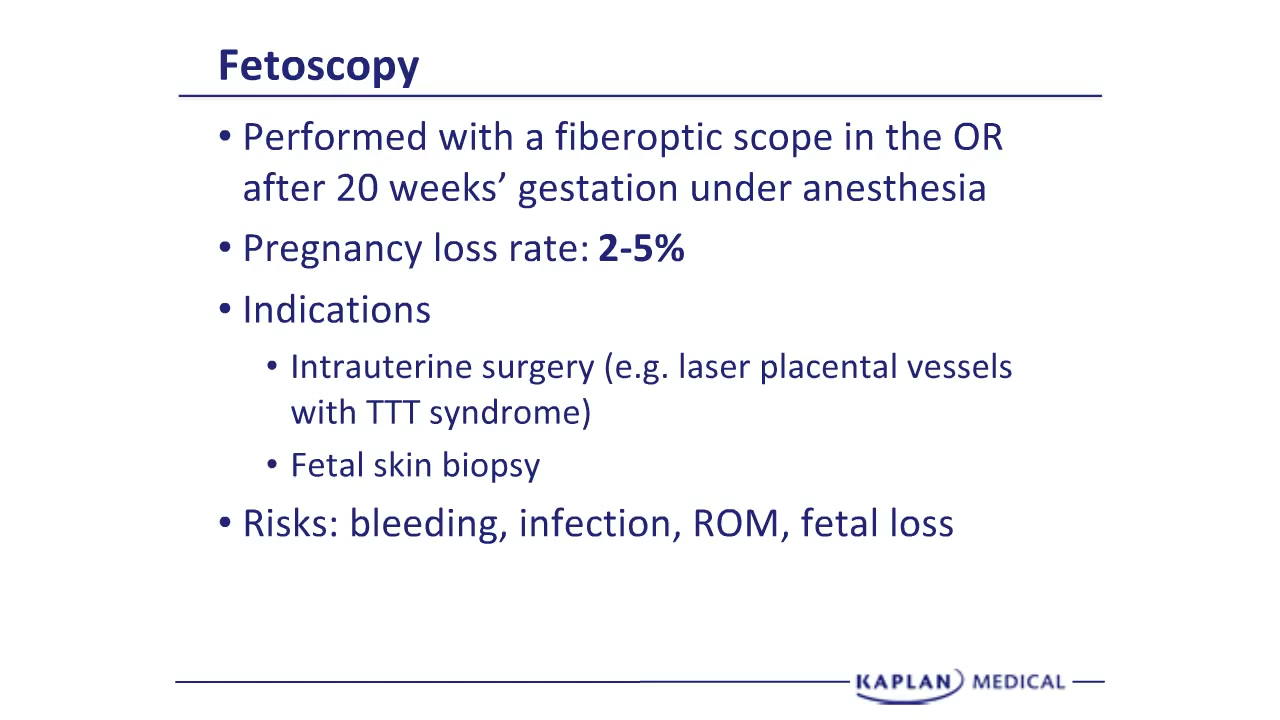 Fetoscopy
• Performed with a fiberoptic scope in the OR
after 20 weeks’ gestation under anesthesia
• Pregnancy loss rate: 2-5%
• Indications
• Intrauterine surgery (e.g. laser placental vessels
with TTT syndrome)
• Fetal skin biopsy
• Risks: bleeding, infection, ROM, fetal loss
KAPLAN MEDICAL